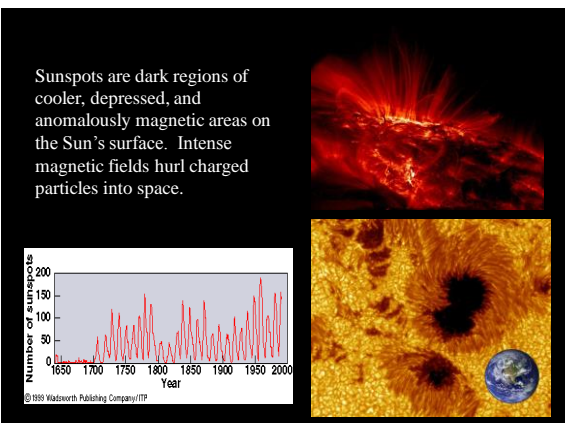 Sunspots are dark regions of
cooler, depressed, and
anomalously magnetic areas on
the Sun's surface.  Intense
magnetic fields hurl charged
particles into space.
Number of sunspots
200
150
100
50
0
1650 1700 1750 1800 1850 1900 1950 2000
Year
© 1999 Wadsworth Publishing Company/ITP